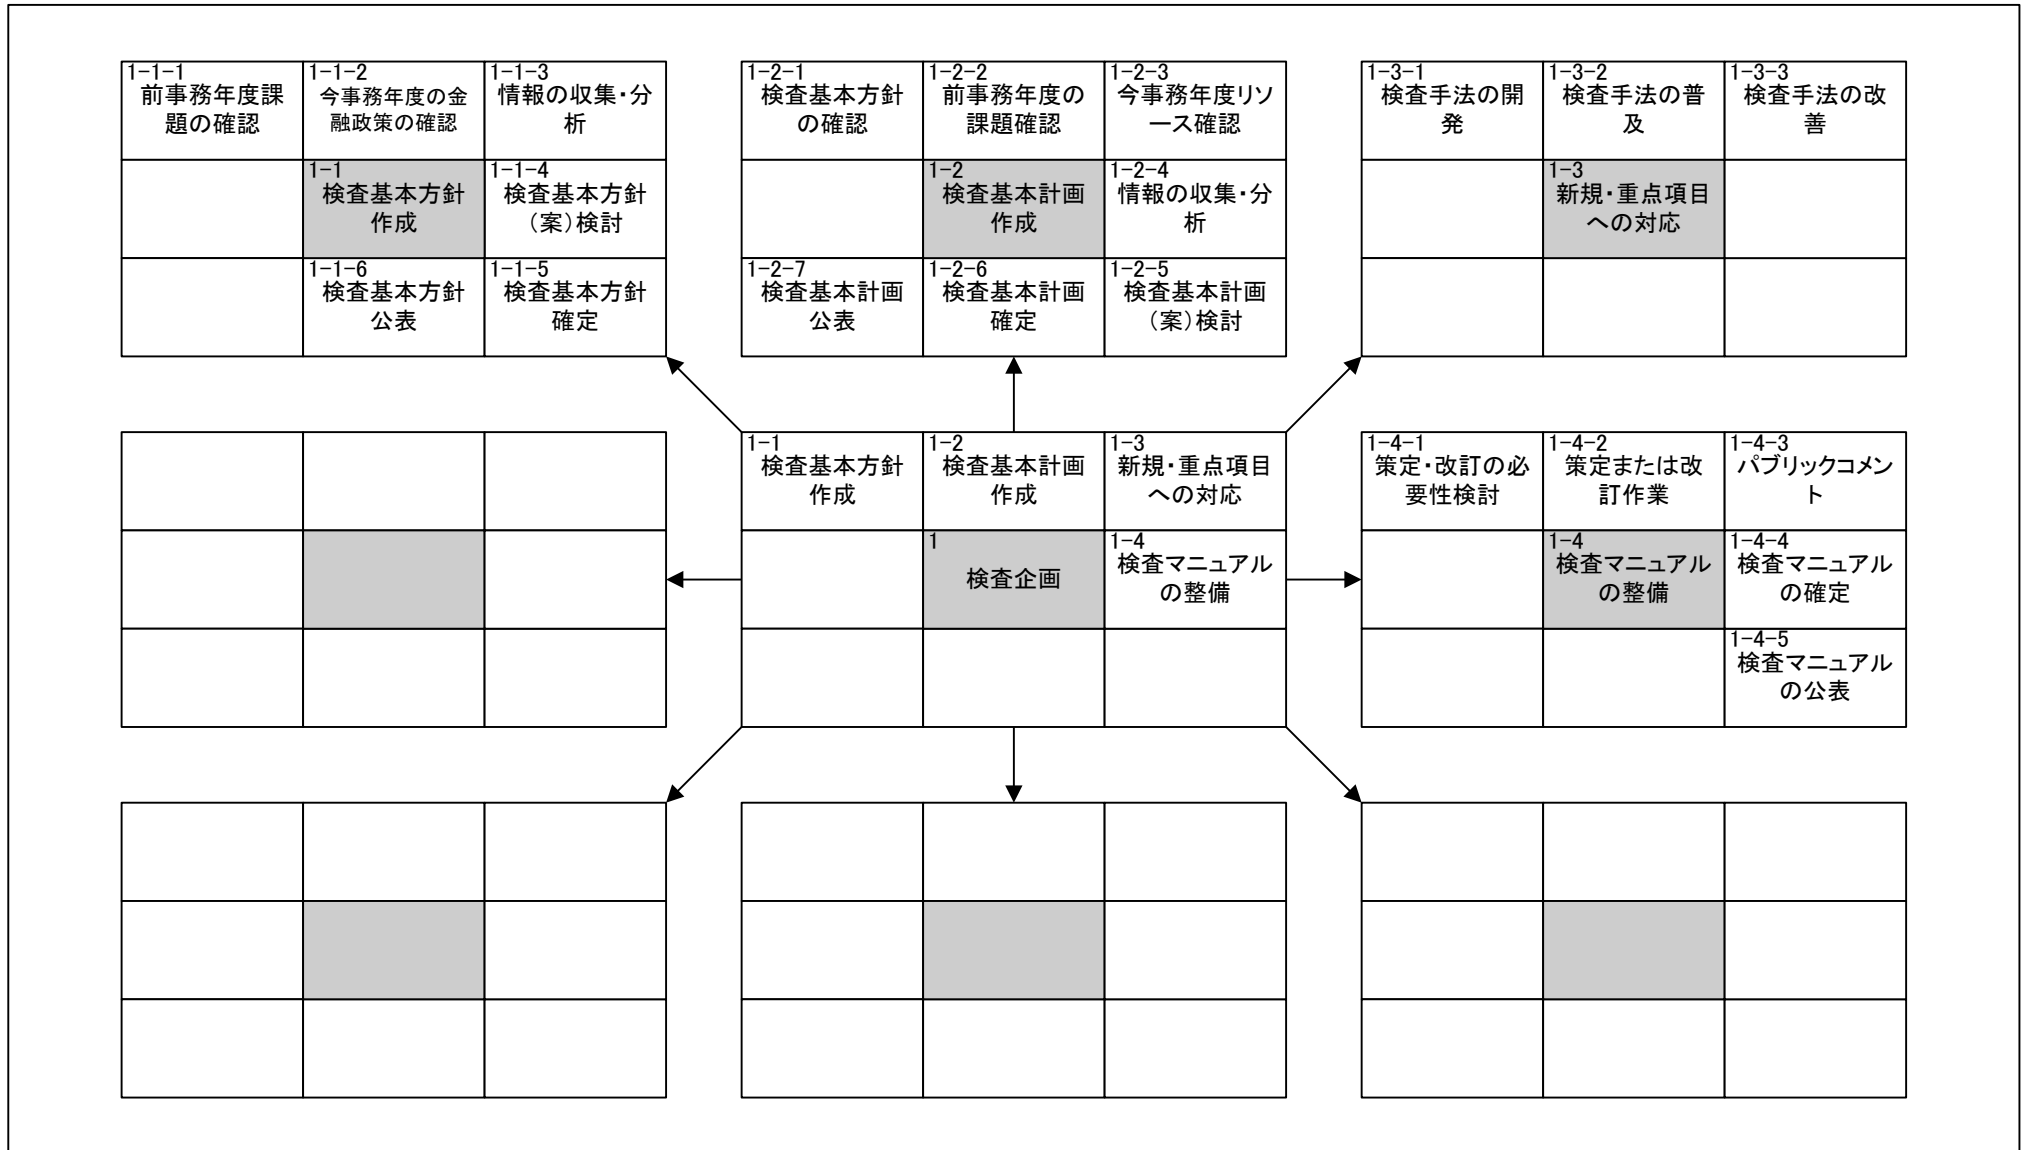 1-1-1
前事務年度課
題の確認
1-1-2
今事務年度の金
融政策の確認
1-1-3
情報の収集・分
析
1-1
検査基本方針
作成
1-1-4
検査基本方針
（案）検討
1-1-6
検査基本方針
公表
1-1-5
検査基本方針
確定
1-2-1
検査基本方針
の確認
1-2-2
前事務年度の
課題確認
1-2-3
今事務年度リソ
ース確認
1-2
検査基本計画
作成
1-2-4
情報の収集・分
析
1-2-7
検査基本計画
公表
1-2-6
検査基本計画
確定
1-2-5
検査基本計画
（案）検討
1-3-1
検査手法の開
発
1-3-2
検査手法の普
及
1-3-3
検査手法の改
善
1-3
新規・重点項目
への対応
1-1
検査基本方針
作成
1-2
検査基本計画
作成
1-3
新規・重点項目
への対応
1
検査企画
1-4
検査マニュアル
の整備
1-4-1
策定・改訂の必
要性検討
1-4-2
策定または改
訂作業
1-4-3
パブリックコメン
ト
1-4
検査マニュアル
の整備
1-4-4
検査マニュアル
の確定
1-4-5
検査マニュアル
の公表